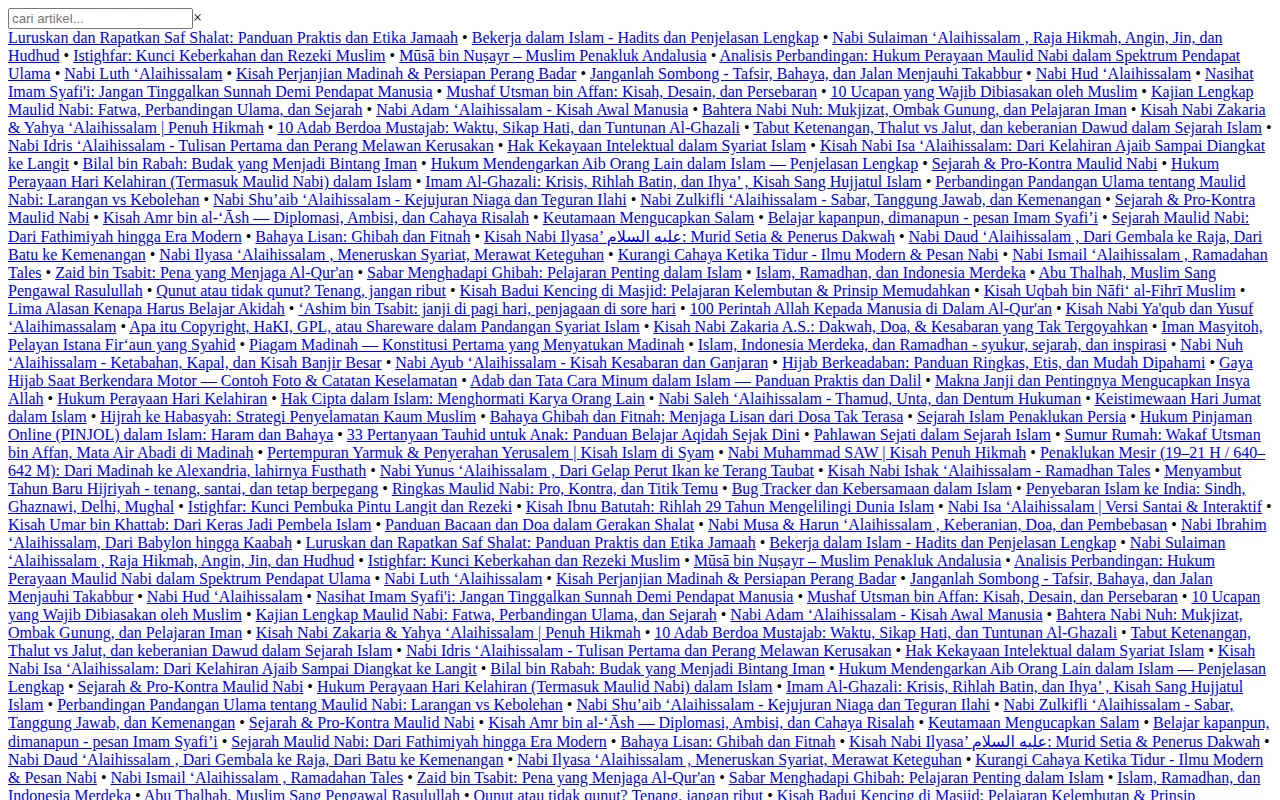 cari artikel... ×
Luruskan dan Rapatkan Saf Shalat: Panduan Praktis dan Etika Jamaah • Bekerja dalam Islam - Hadits dan Penjelasan Lengkap • Nabi Sulaiman ‘Alaihissalam , Raja Hikmah, Angin, Jin, dan
Hudhud • Istighfar: Kunci Keberkahan dan Rezeki Muslim • Mūsā bin Nuṣayr – Muslim Penakluk Andalusia • Analisis Perbandingan: Hukum Perayaan Maulid Nabi dalam Spektrum Pendapat
Ulama • Nabi Luth ‘Alaihissalam • Kisah Perjanjian Madinah & Persiapan Perang Badar • Janganlah Sombong - Tafsir, Bahaya, dan Jalan Menjauhi Takabbur • Nabi Hud ‘Alaihissalam • Nasihat
Imam Syafi'i: Jangan Tinggalkan Sunnah Demi Pendapat Manusia • Mushaf Utsman bin Affan: Kisah, Desain, dan Persebaran • 10 Ucapan yang Wajib Dibiasakan oleh Muslim • Kajian Lengkap
Maulid Nabi: Fatwa, Perbandingan Ulama, dan Sejarah • Nabi Adam ‘Alaihissalam - Kisah Awal Manusia • Bahtera Nabi Nuh: Mukjizat, Ombak Gunung, dan Pelajaran Iman • Kisah Nabi Zakaria
& Yahya ‘Alaihissalam | Penuh Hikmah • 10 Adab Berdoa Mustajab: Waktu, Sikap Hati, dan Tuntunan Al-Ghazali • Tabut Ketenangan, Thalut vs Jalut, dan keberanian Dawud dalam Sejarah Islam •
Nabi Idris ‘Alaihissalam - Tulisan Pertama dan Perang Melawan Kerusakan • Hak Kekayaan Intelektual dalam Syariat Islam • Kisah Nabi Isa ‘Alaihissalam: Dari Kelahiran Ajaib Sampai Diangkat
ke Langit • Bilal bin Rabah: Budak yang Menjadi Bintang Iman • Hukum Mendengarkan Aib Orang Lain dalam Islam — Penjelasan Lengkap • Sejarah & Pro-Kontra Maulid Nabi • Hukum
Perayaan Hari Kelahiran (Termasuk Maulid Nabi) dalam Islam • Imam Al-Ghazali: Krisis, Rihlah Batin, dan Ihya’ , Kisah Sang Hujjatul Islam • Perbandingan Pandangan Ulama tentang Maulid
Nabi: Larangan vs Kebolehan • Nabi Shu’aib ‘Alaihissalam - Kejujuran Niaga dan Teguran Ilahi • Nabi Zulkifli ‘Alaihissalam - Sabar, Tanggung Jawab, dan Kemenangan • Sejarah & Pro-Kontra
Maulid Nabi • Kisah Amr bin al-‘Āsh — Diplomasi, Ambisi, dan Cahaya Risalah • Keutamaan Mengucapkan Salam • Belajar kapanpun, dimanapun - pesan Imam Syafi’i • Sejarah Maulid Nabi:
Dari Fathimiyah hingga Era Modern • Bahaya Lisan: Ghibah dan Fitnah • Kisah Nabi Ilyasa’ عليه السلام: Murid Setia & Penerus Dakwah • Nabi Daud ‘Alaihissalam , Dari Gembala ke Raja, Dari
Batu ke Kemenangan • Nabi Ilyasa ‘Alaihissalam , Meneruskan Syariat, Merawat Keteguhan • Kurangi Cahaya Ketika Tidur - Ilmu Modern & Pesan Nabi • Nabi Ismail ‘Alaihissalam , Ramadahan
Tales • Zaid bin Tsabit: Pena yang Menjaga Al-Qur'an • Sabar Menghadapi Ghibah: Pelajaran Penting dalam Islam • Islam, Ramadhan, dan Indonesia Merdeka • Abu Thalhah, Muslim Sang
Pengawal Rasulullah • Qunut atau tidak qunut? Tenang, jangan ribut • Kisah Badui Kencing di Masjid: Pelajaran Kelembutan & Prinsip Memudahkan • Kisah Uqbah bin Nāfi‘ al-Fihrī Muslim •
Lima Alasan Kenapa Harus Belajar Akidah • ‘Ashim bin Tsabit: janji di pagi hari, penjagaan di sore hari • 100 Perintah Allah Kepada Manusia di Dalam Al-Qur'an • Kisah Nabi Ya'qub dan Yusuf
‘Alaihimassalam • Apa itu Copyright, HaKI, GPL, atau Shareware dalam Pandangan Syariat Islam • Kisah Nabi Zakaria A.S.: Dakwah, Doa, & Kesabaran yang Tak Tergoyahkan • Iman Masyitoh,
Pelayan Istana Fir‘aun yang Syahid • Piagam Madinah — Konstitusi Pertama yang Menyatukan Madinah • Islam, Indonesia Merdeka, dan Ramadhan - syukur, sejarah, dan inspirasi • Nabi Nuh
‘Alaihissalam - Ketabahan, Kapal, dan Kisah Banjir Besar • Nabi Ayub ‘Alaihissalam - Kisah Kesabaran dan Ganjaran • Hijab Berkeadaban: Panduan Ringkas, Etis, dan Mudah Dipahami • Gaya
Hijab Saat Berkendara Motor — Contoh Foto & Catatan Keselamatan • Adab dan Tata Cara Minum dalam Islam — Panduan Praktis dan Dalil • Makna Janji dan Pentingnya Mengucapkan Insya
Allah • Hukum Perayaan Hari Kelahiran • Hak Cipta dalam Islam: Menghormati Karya Orang Lain • Nabi Saleh ‘Alaihissalam - Thamud, Unta, dan Dentum Hukuman • Keistimewaan Hari Jumat
dalam Islam • Hijrah ke Habasyah: Strategi Penyelamatan Kaum Muslim • Bahaya Ghibah dan Fitnah: Menjaga Lisan dari Dosa Tak Terasa • Sejarah Islam Penaklukan Persia • Hukum Pinjaman
Online (PINJOL) dalam Islam: Haram dan Bahaya • 33 Pertanyaan Tauhid untuk Anak: Panduan Belajar Aqidah Sejak Dini • Pahlawan Sejati dalam Sejarah Islam • Sumur Rumah: Wakaf Utsman
bin Affan, Mata Air Abadi di Madinah • Pertempuran Yarmuk & Penyerahan Yerusalem | Kisah Islam di Syam • Nabi Muhammad SAW | Kisah Penuh Hikmah • Penaklukan Mesir (19–21 H / 640–
642 M): Dari Madinah ke Alexandria, lahirnya Fusthath • Nabi Yunus ‘Alaihissalam , Dari Gelap Perut Ikan ke Terang Taubat • Kisah Nabi Ishak ‘Alaihissalam - Ramadhan Tales • Menyambut
Tahun Baru Hijriyah - tenang, santai, dan tetap berpegang • Ringkas Maulid Nabi: Pro, Kontra, dan Titik Temu • Bug Tracker dan Kebersamaan dalam Islam • Penyebaran Islam ke India: Sindh,
Ghaznawi, Delhi, Mughal • Istighfar: Kunci Pembuka Pintu Langit dan Rezeki • Kisah Ibnu Batutah: Rihlah 29 Tahun Mengelilingi Dunia Islam • Nabi Isa ‘Alaihissalam | Versi Santai & Interaktif •
Kisah Umar bin Khattab: Dari Keras Jadi Pembela Islam • Panduan Bacaan dan Doa dalam Gerakan Shalat • Nabi Musa & Harun ‘Alaihissalam , Keberanian, Doa, dan Pembebasan • Nabi Ibrahim
‘Alaihissalam, Dari Babylon hingga Kaabah • Luruskan dan Rapatkan Saf Shalat: Panduan Praktis dan Etika Jamaah • Bekerja dalam Islam - Hadits dan Penjelasan Lengkap • Nabi Sulaiman
‘Alaihissalam , Raja Hikmah, Angin, Jin, dan Hudhud • Istighfar: Kunci Keberkahan dan Rezeki Muslim • Mūsā bin Nuṣayr – Muslim Penakluk Andalusia • Analisis Perbandingan: Hukum
Perayaan Maulid Nabi dalam Spektrum Pendapat Ulama • Nabi Luth ‘Alaihissalam • Kisah Perjanjian Madinah & Persiapan Perang Badar • Janganlah Sombong - Tafsir, Bahaya, dan Jalan
Menjauhi Takabbur • Nabi Hud ‘Alaihissalam • Nasihat Imam Syafi'i: Jangan Tinggalkan Sunnah Demi Pendapat Manusia • Mushaf Utsman bin Affan: Kisah, Desain, dan Persebaran • 10 Ucapan
yang Wajib Dibiasakan oleh Muslim • Kajian Lengkap Maulid Nabi: Fatwa, Perbandingan Ulama, dan Sejarah • Nabi Adam ‘Alaihissalam - Kisah Awal Manusia • Bahtera Nabi Nuh: Mukjizat,
Ombak Gunung, dan Pelajaran Iman • Kisah Nabi Zakaria & Yahya ‘Alaihissalam | Penuh Hikmah • 10 Adab Berdoa Mustajab: Waktu, Sikap Hati, dan Tuntunan Al-Ghazali • Tabut Ketenangan,
Thalut vs Jalut, dan keberanian Dawud dalam Sejarah Islam • Nabi Idris ‘Alaihissalam - Tulisan Pertama dan Perang Melawan Kerusakan • Hak Kekayaan Intelektual dalam Syariat Islam • Kisah
Nabi Isa ‘Alaihissalam: Dari Kelahiran Ajaib Sampai Diangkat ke Langit • Bilal bin Rabah: Budak yang Menjadi Bintang Iman • Hukum Mendengarkan Aib Orang Lain dalam Islam — Penjelasan
Lengkap • Sejarah & Pro-Kontra Maulid Nabi • Hukum Perayaan Hari Kelahiran (Termasuk Maulid Nabi) dalam Islam • Imam Al-Ghazali: Krisis, Rihlah Batin, dan Ihya’ , Kisah Sang Hujjatul
Islam • Perbandingan Pandangan Ulama tentang Maulid Nabi: Larangan vs Kebolehan • Nabi Shu’aib ‘Alaihissalam - Kejujuran Niaga dan Teguran Ilahi • Nabi Zulkifli ‘Alaihissalam - Sabar,
Tanggung Jawab, dan Kemenangan • Sejarah & Pro-Kontra Maulid Nabi • Kisah Amr bin al-‘Āsh — Diplomasi, Ambisi, dan Cahaya Risalah • Keutamaan Mengucapkan Salam • Belajar kapanpun,
dimanapun - pesan Imam Syafi’i • Sejarah Maulid Nabi: Dari Fathimiyah hingga Era Modern • Bahaya Lisan: Ghibah dan Fitnah • Kisah Nabi Ilyasa’ عليه السلام: Murid Setia & Penerus Dakwah •
Nabi Daud ‘Alaihissalam , Dari Gembala ke Raja, Dari Batu ke Kemenangan • Nabi Ilyasa ‘Alaihissalam , Meneruskan Syariat, Merawat Keteguhan • Kurangi Cahaya Ketika Tidur - Ilmu Modern
& Pesan Nabi • Nabi Ismail ‘Alaihissalam , Ramadahan Tales • Zaid bin Tsabit: Pena yang Menjaga Al-Qur'an • Sabar Menghadapi Ghibah: Pelajaran Penting dalam Islam • Islam, Ramadhan, dan
Indonesia Merdeka • Abu Thalhah, Muslim Sang Pengawal Rasulullah • Qunut atau tidak qunut? Tenang, jangan ribut • Kisah Badui Kencing di Masjid: Pelajaran Kelembutan & Prinsip